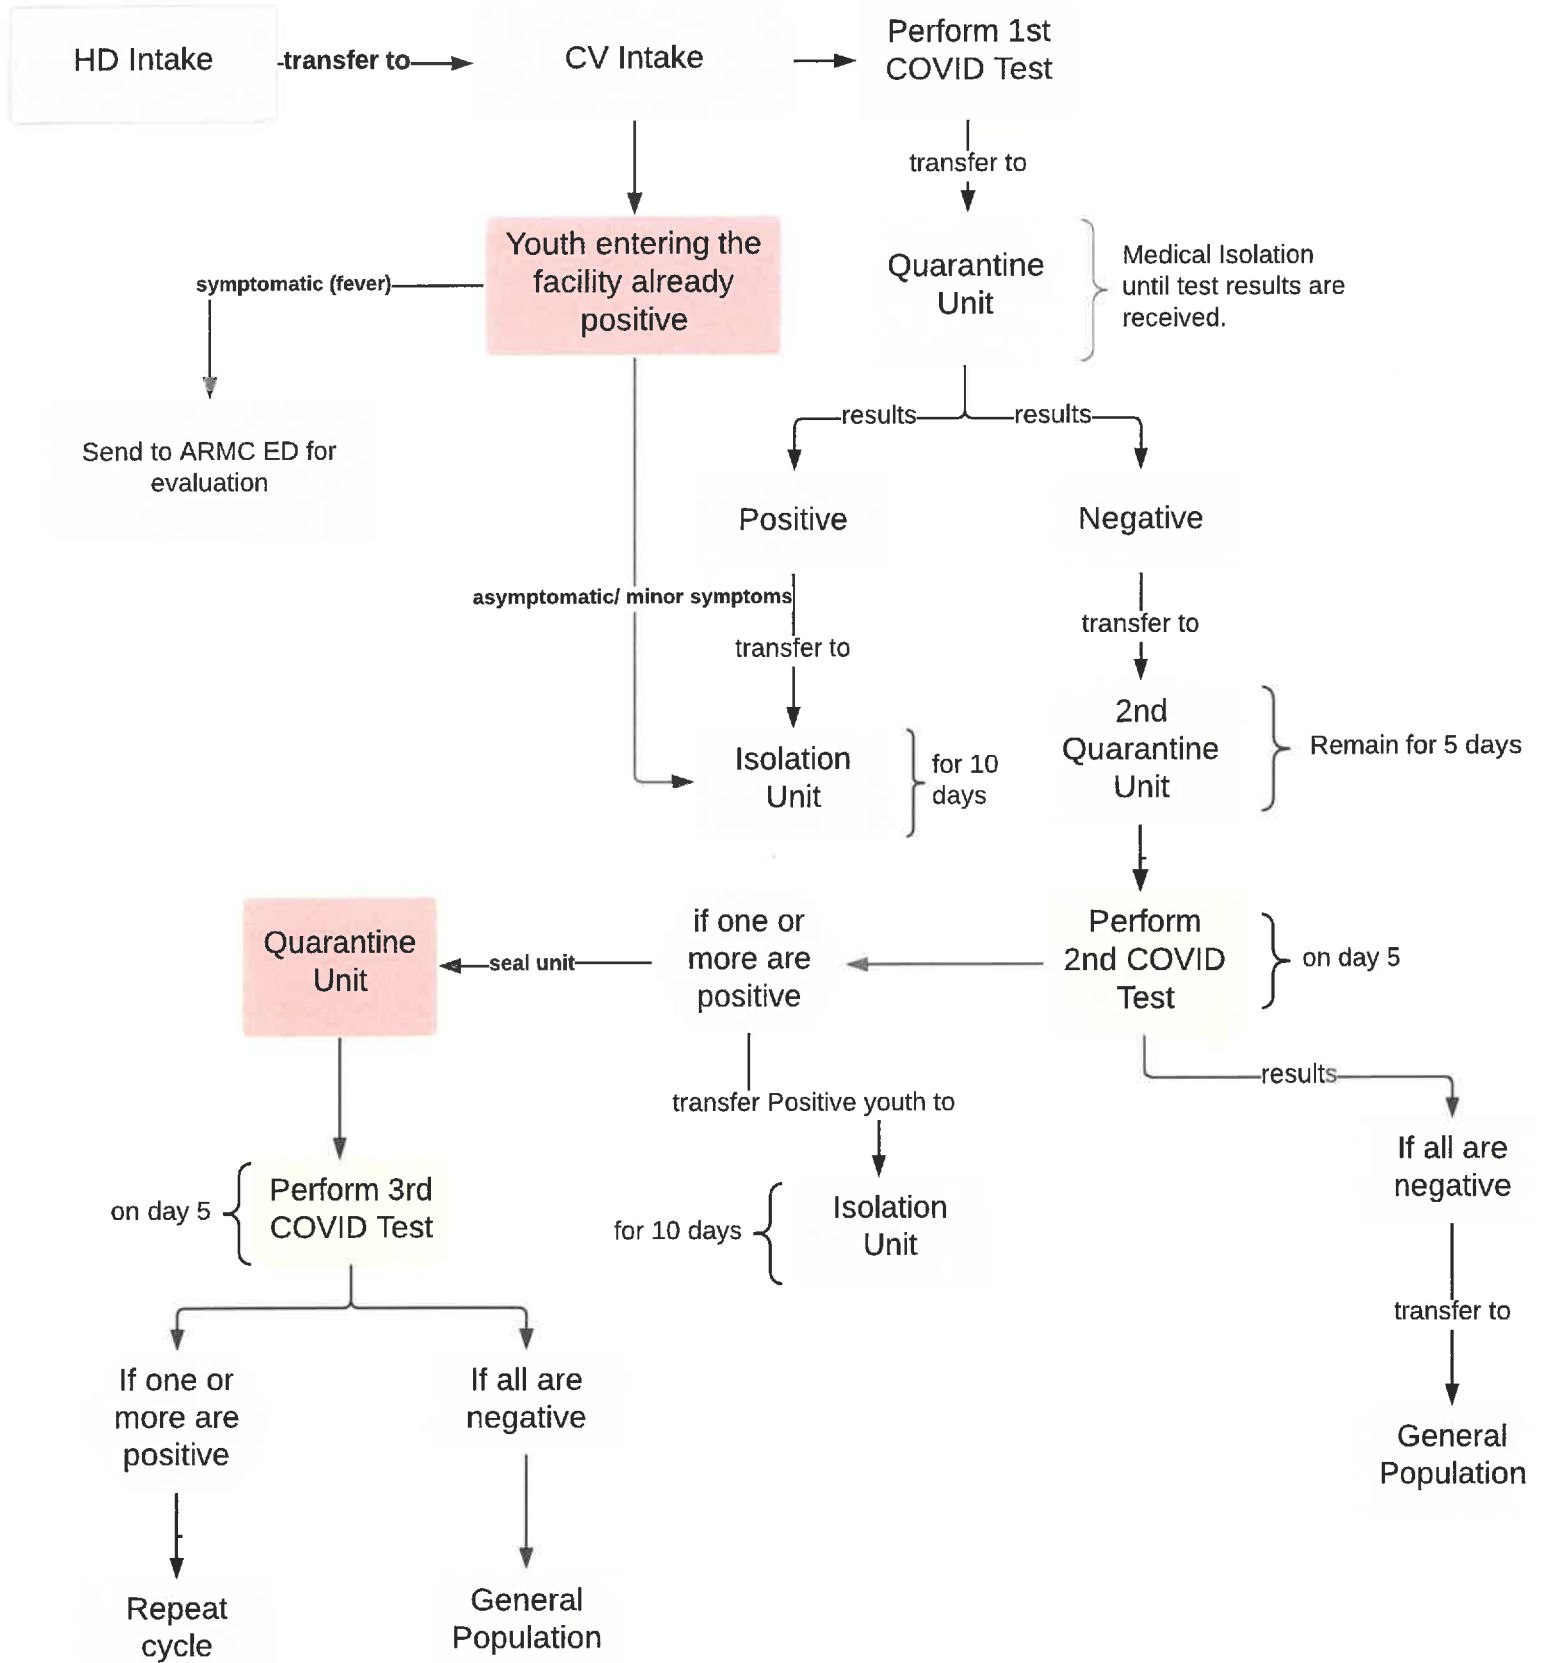 HD Intake
transfer to
CV Intake
Perform 1st
COVID Test
transfer to
Youth entering the
facility already
positive
symptomatic (fever)
Send to ARMC ED for
evaluation
Quarantine
Unit
Medical Isolation
until test results are
received.
results
results
Positive
Negative
asymptomatic/ minor symptoms
transfer to
transfer to
Isolation
Unit
for 10
days
2nd
Quarantine
Unit
Remain for 5 days
Perform
2nd COVID
Test
on day 5
if one or
more are
positive
seal unit
Quarantine
Unit
results
transfer Positive youth to
Isolation
Unit
for 10 days
If all are
negative
transfer to
General
Population
Perform 3rd
COVID Test
on day 5
If one or
more are
positive
If all are
negative
Repeat
cycle
General
Population